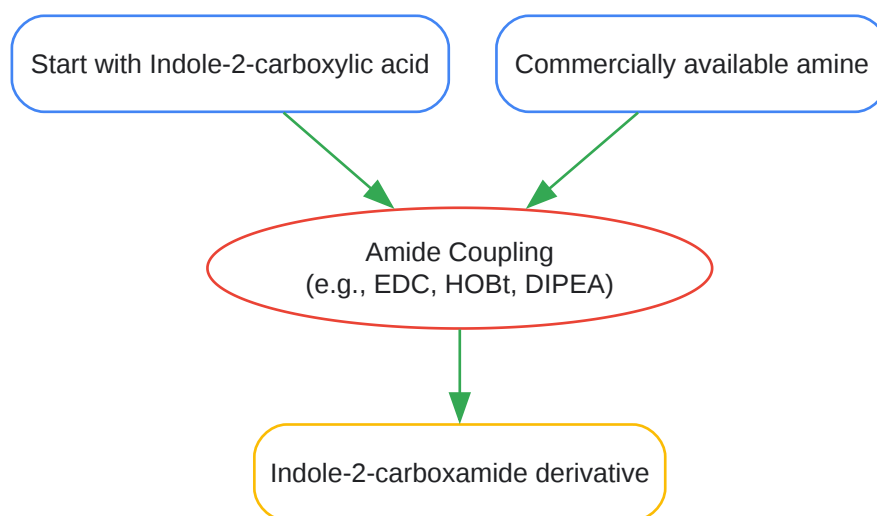 Start with Indole-2-carboxylic acid
Commercially available amine
Amide Coupling
(e.g., EDC, HOBt, DIPEA)
Indole-2-carboxamide derivative